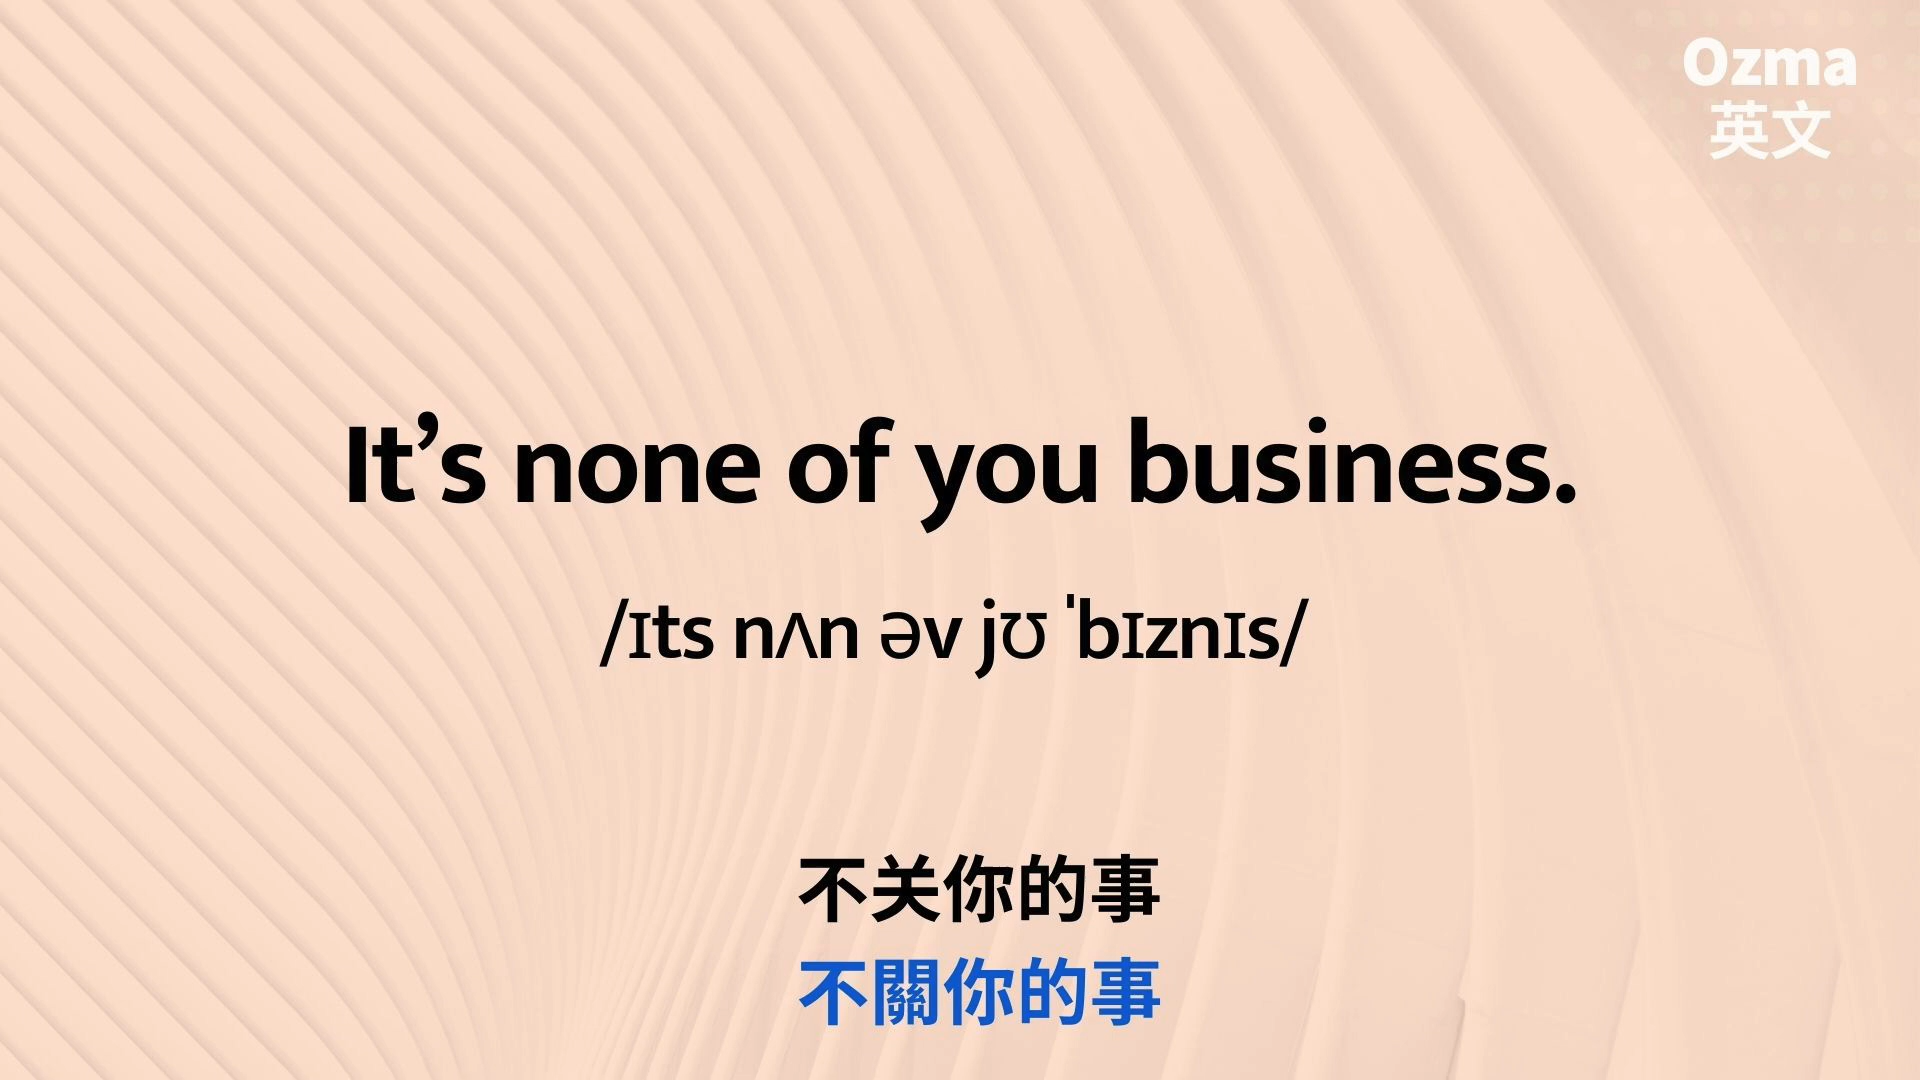 Ozma
英文
It’s none of you business.
/ɪts nʌn əv jʊ ˈbɪznɪs/
不关你的事
不關你的事